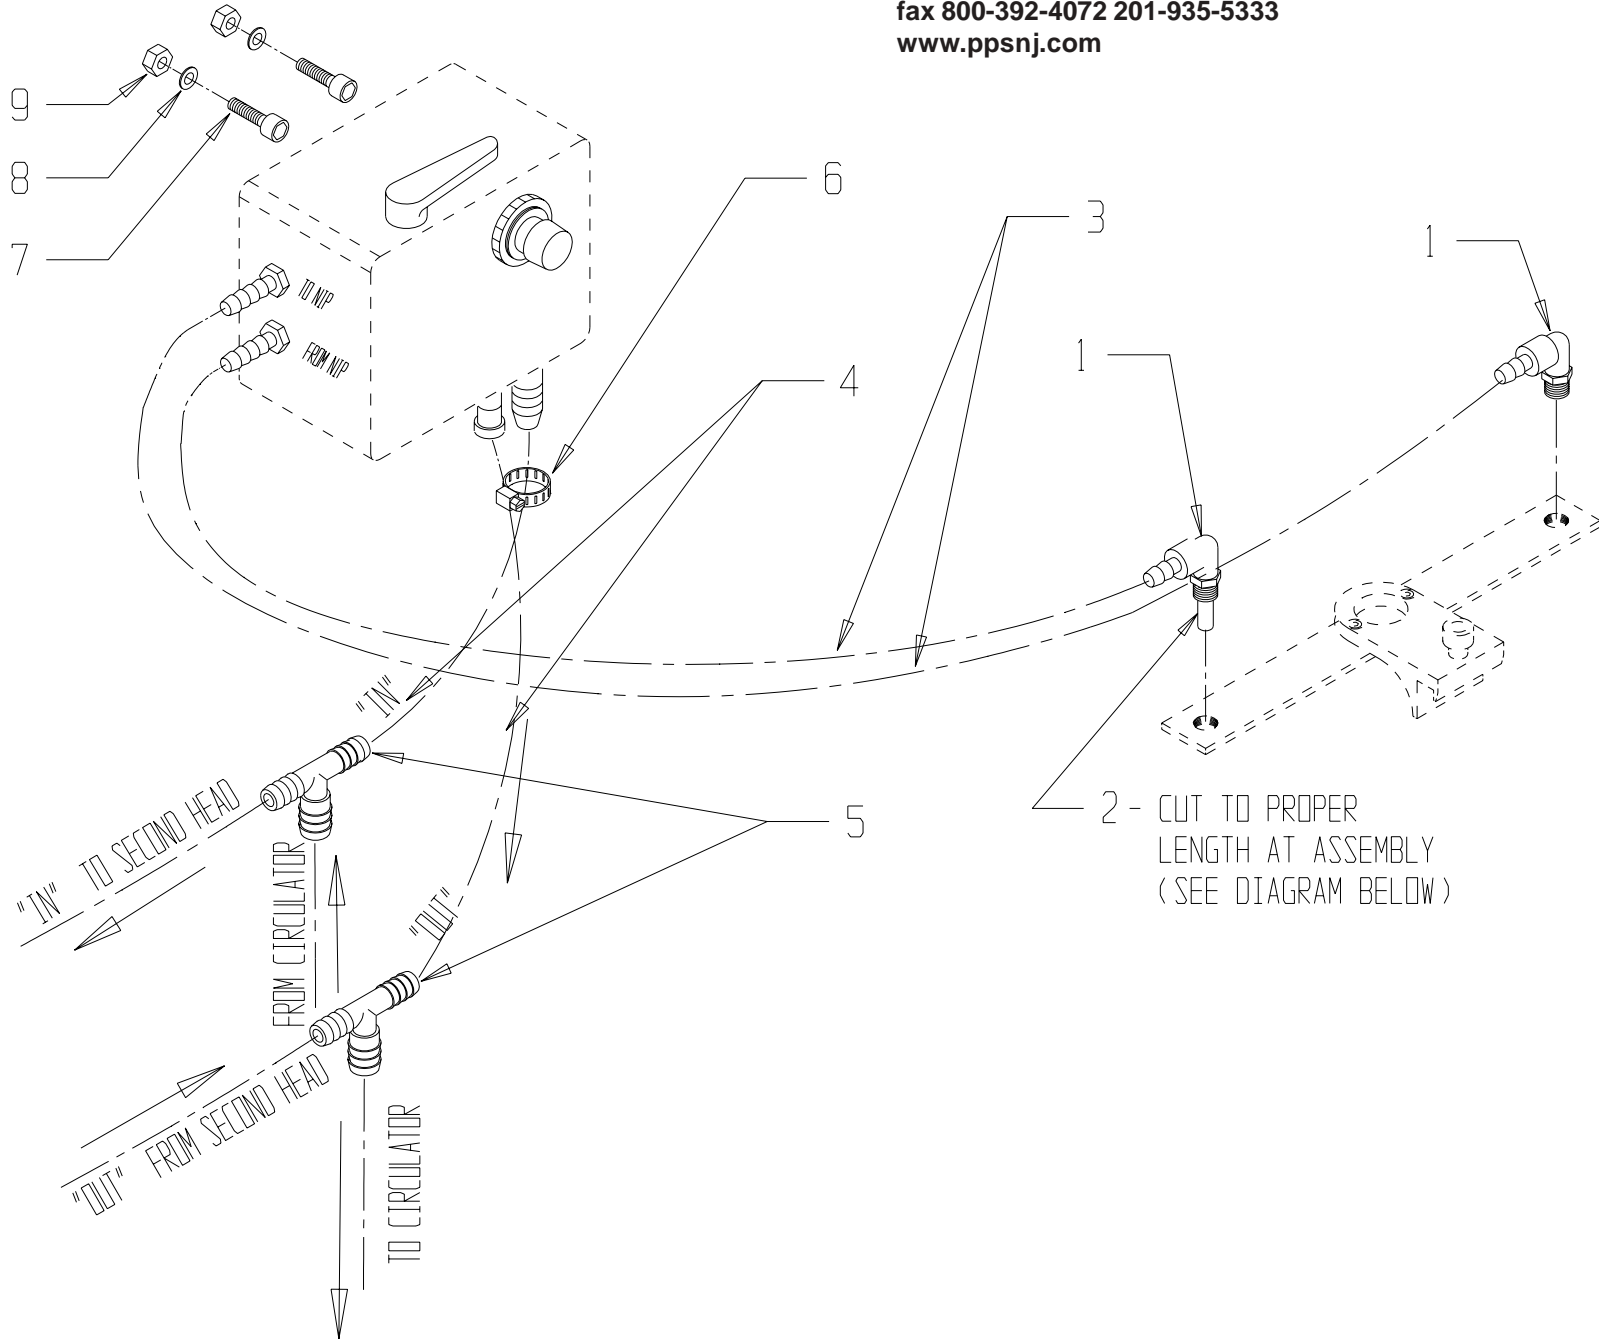 fax 800-392-4072 201-935-5333
www.ppsnj.com
9
8
7
6
3
1
TO NIP
FROM NIP
1
4
"IN"
5
2 - CUT TO PROPER
LENGTH AT ASSEMBLY
(SEE DIAGRAM BELOW)
"IN" TO SECOND HEAD
FROM CIRCULATOR
"OUT"
"OUT" FROM SECOND HEAD
TO CIRCULATOR